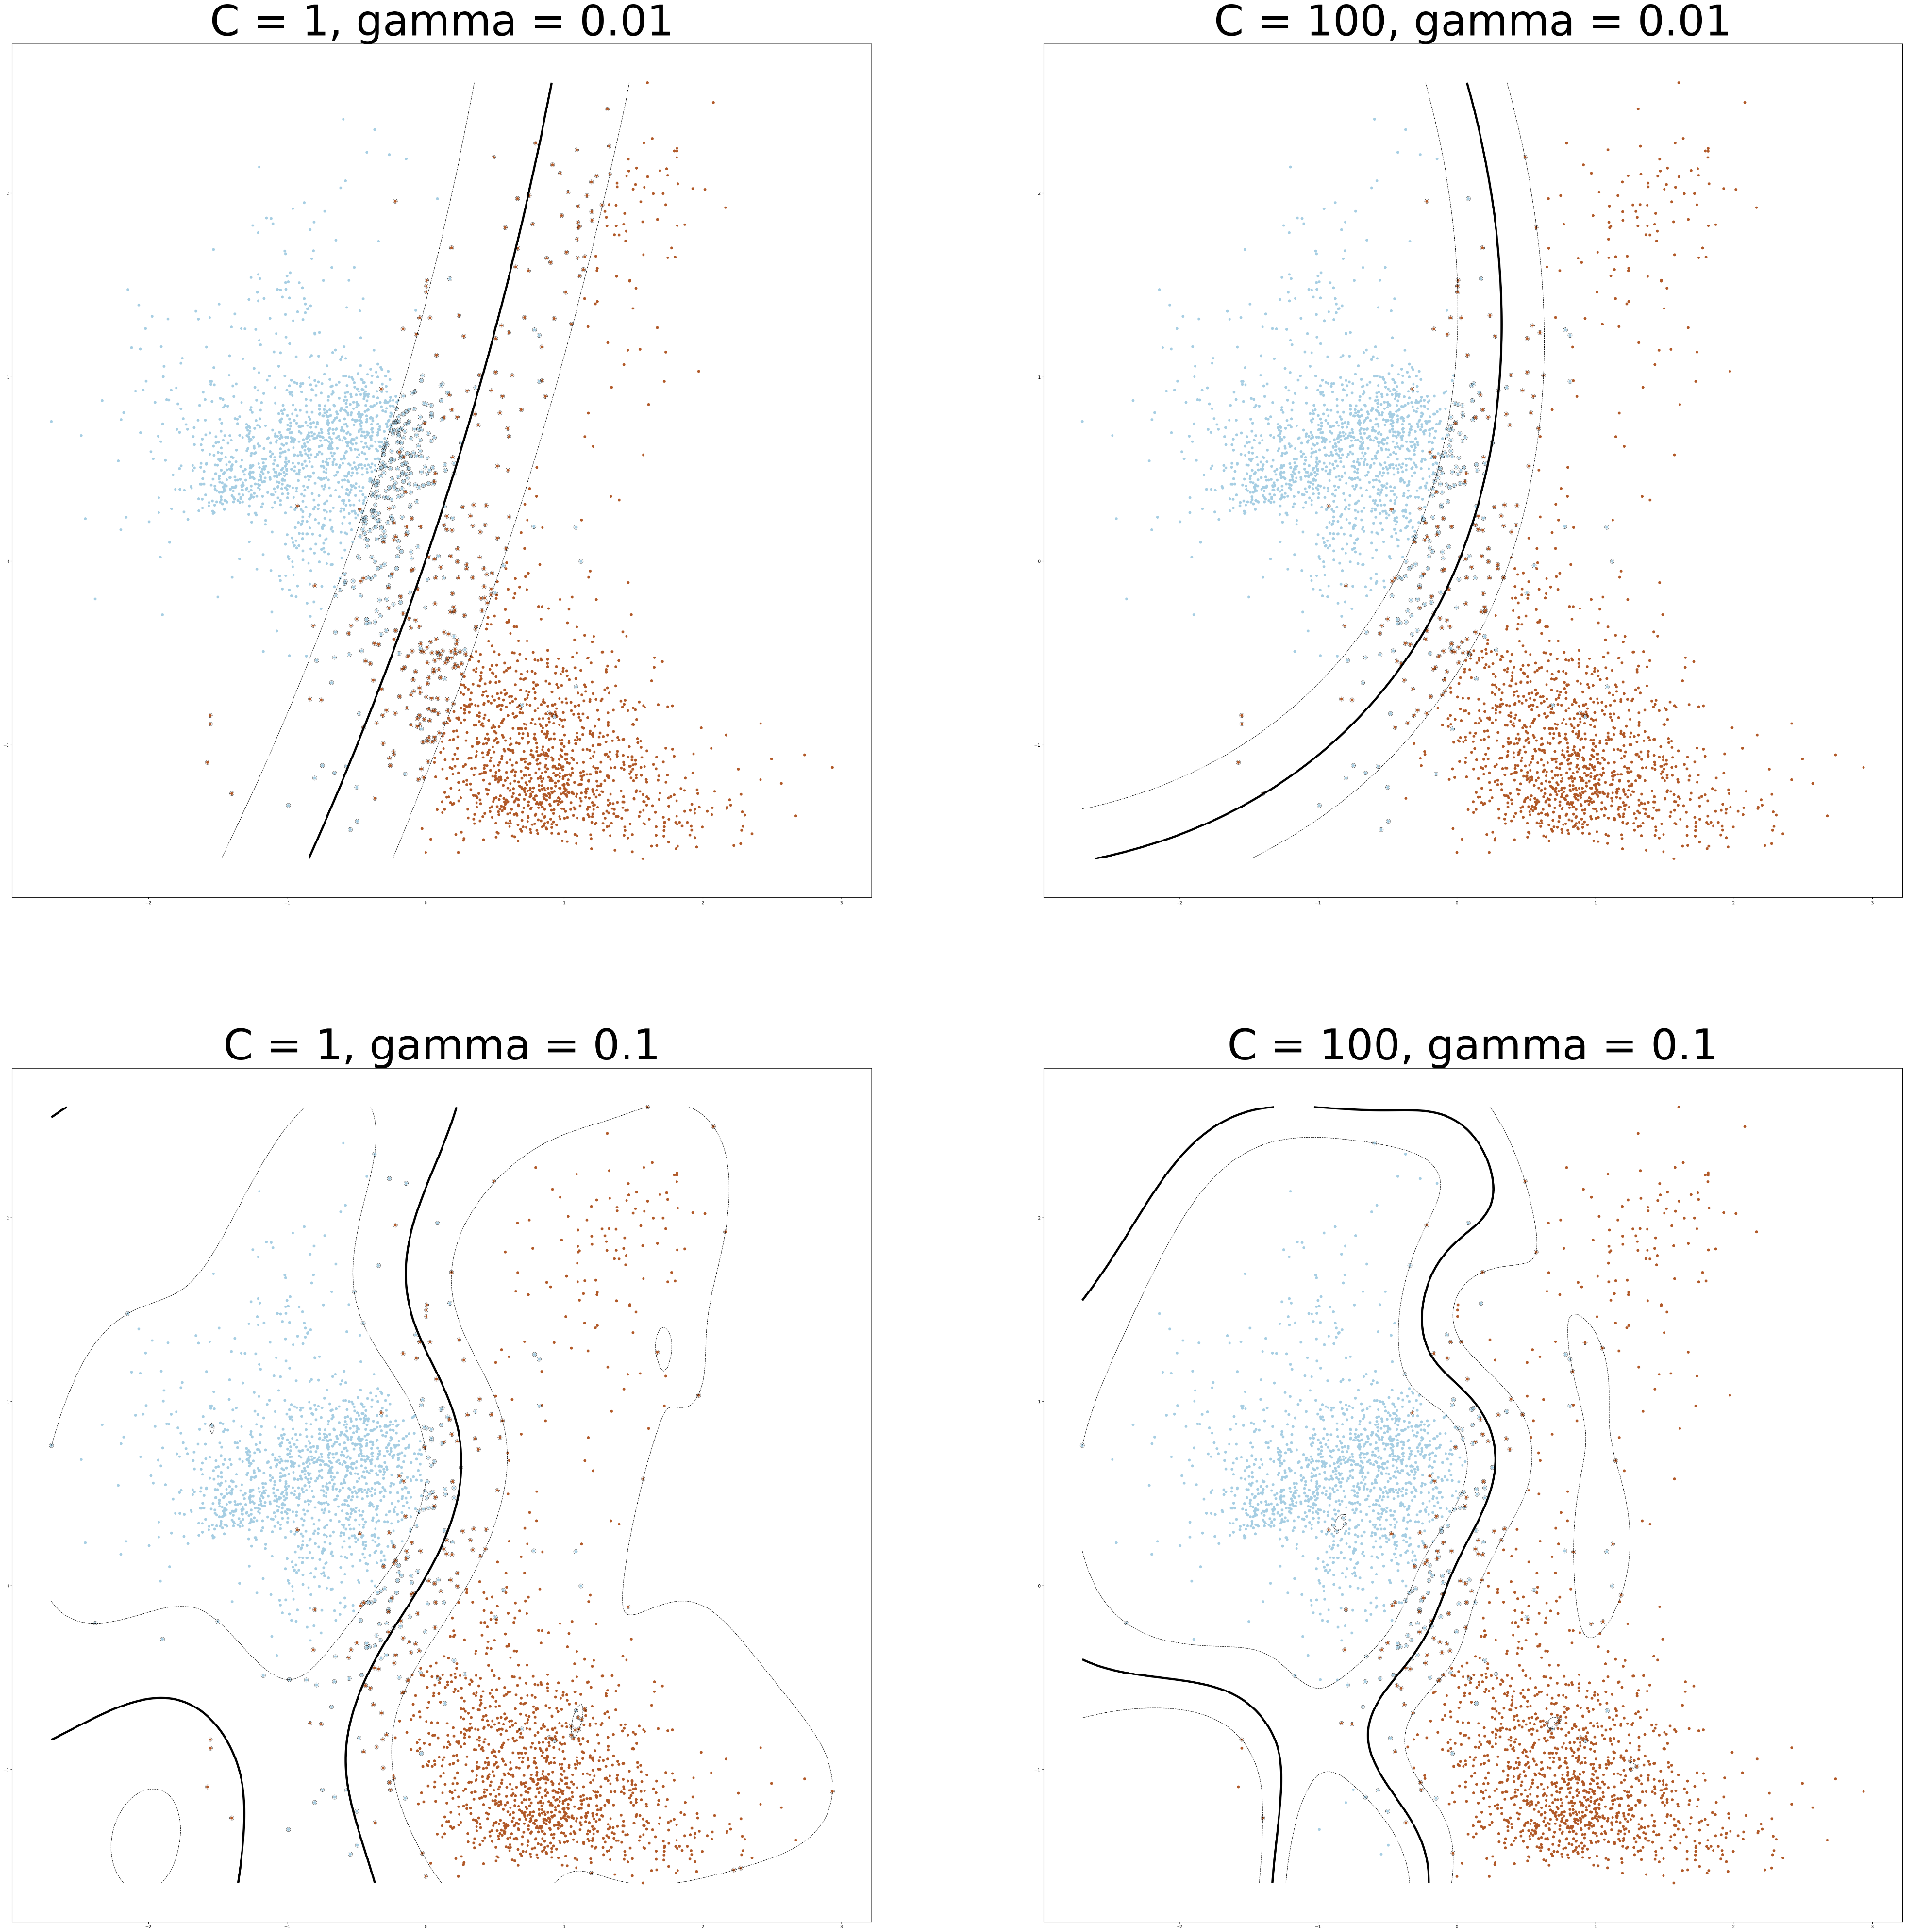 C = 1, gamma = 0.01
C = 100, gamma = 0.01
C = 1, gamma = 0.1
C = 100, gamma = 0.1